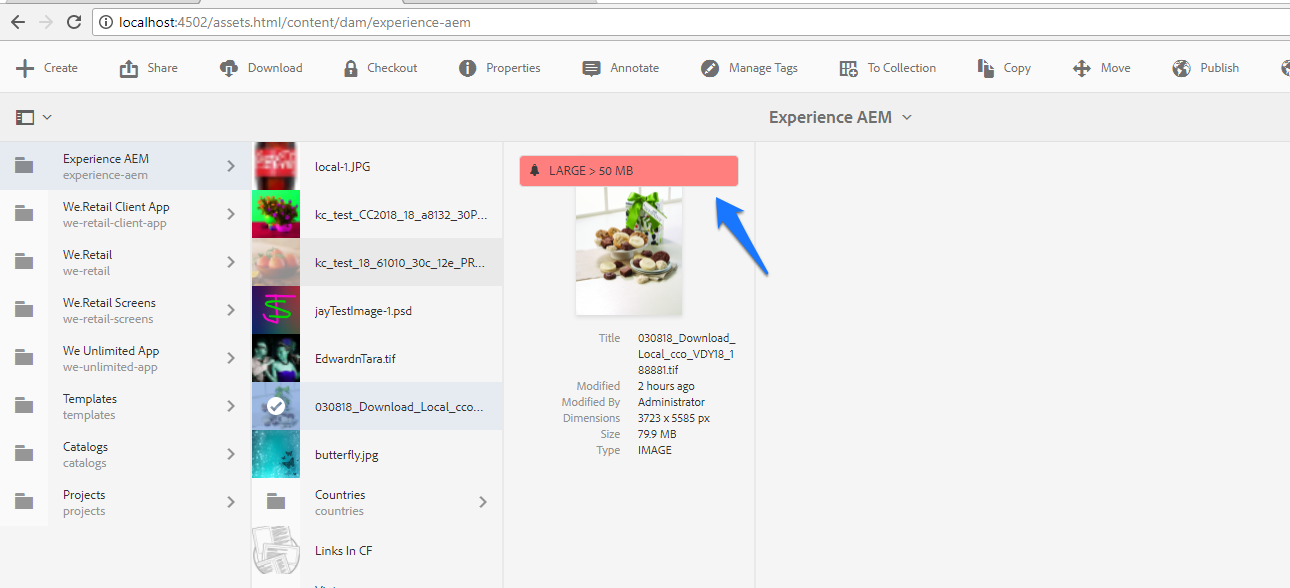 localhost:4502/assets.html/content/dam/experience-aem
Create Share Download Checkout Properties Annotate Manage Tags To Collection Copy Move Publish
Experience AEM
Experience AEM
experience-aem
We.Retail Client App
we-retail-client-app
We.Retail
we-retail
We.Retail Screens
we-retail-screens
We Unlimited App
we-unlimited-app
Templates
templates
Catalogs
catalogs
Projects
projects
local-1.JPG
kc_test_CC2018_18_a8132_30P...
kc_test_18_61010_30c_12e_PR...
jayTestImage-1.psd
EdwardnTara.tif
030818_Download_Local_cco...
butterfly.jpg
Countries
countries
Links In CF
LARGE > 50 MB
Title 030818_Download_
Local_cco_VDY18_1
88881.tif
Modified 2 hours ago
Modified By Administrator
Dimensions 3723 x 5585 px
Size 79.9 MB
Type IMAGE